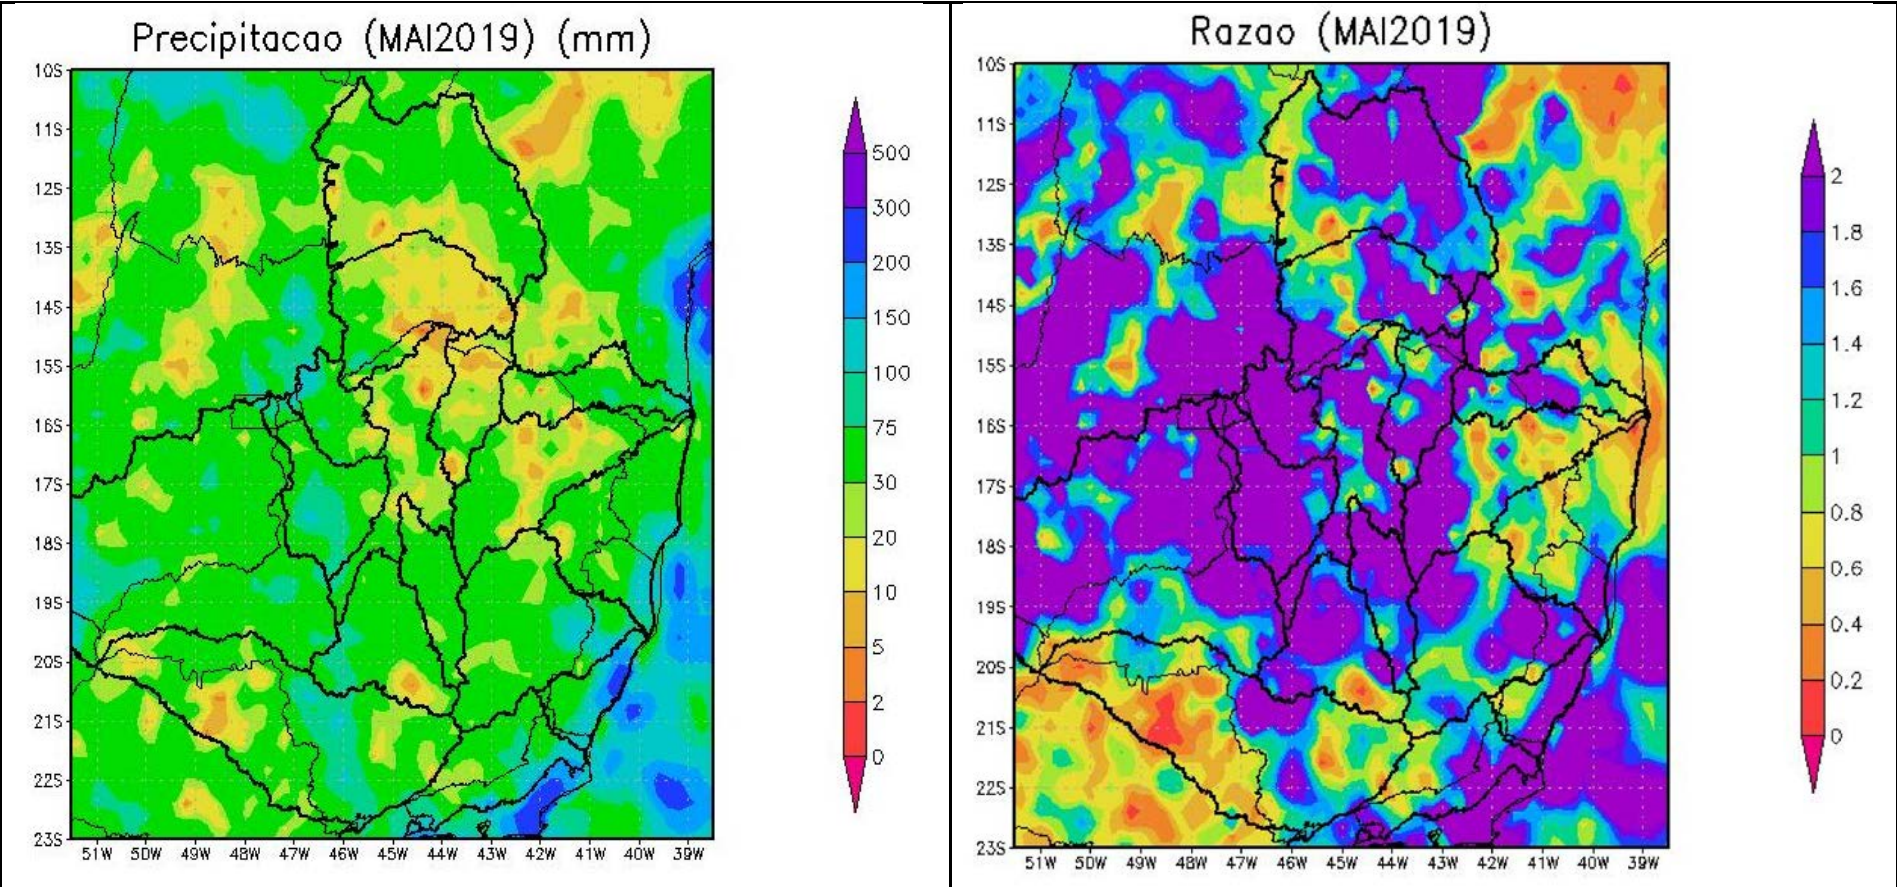 Precipitacao (MAI2019) (mm)
10S
11S
12S
13S
14S
15S
16S
17S
18S
19S
20S
21S
22S
23S
51W 50W 49W 48W 47W 46W 45W 44W 43W 42W 41W 40W 39W
500
300
200
150
100
75
30
20
10
5
2
0
Razao (MAI2019)
10S
11S
12S
13S
14S
15S
16S
17S
18S
19S
20S
21S
22S
23S
51W 50W 49W 48W 47W 46W 45W 44W 43W 42W 41W 40W 39W
2
1.8
1.6
1.4
1.2
1
0.8
0.6
0.4
0.2
0